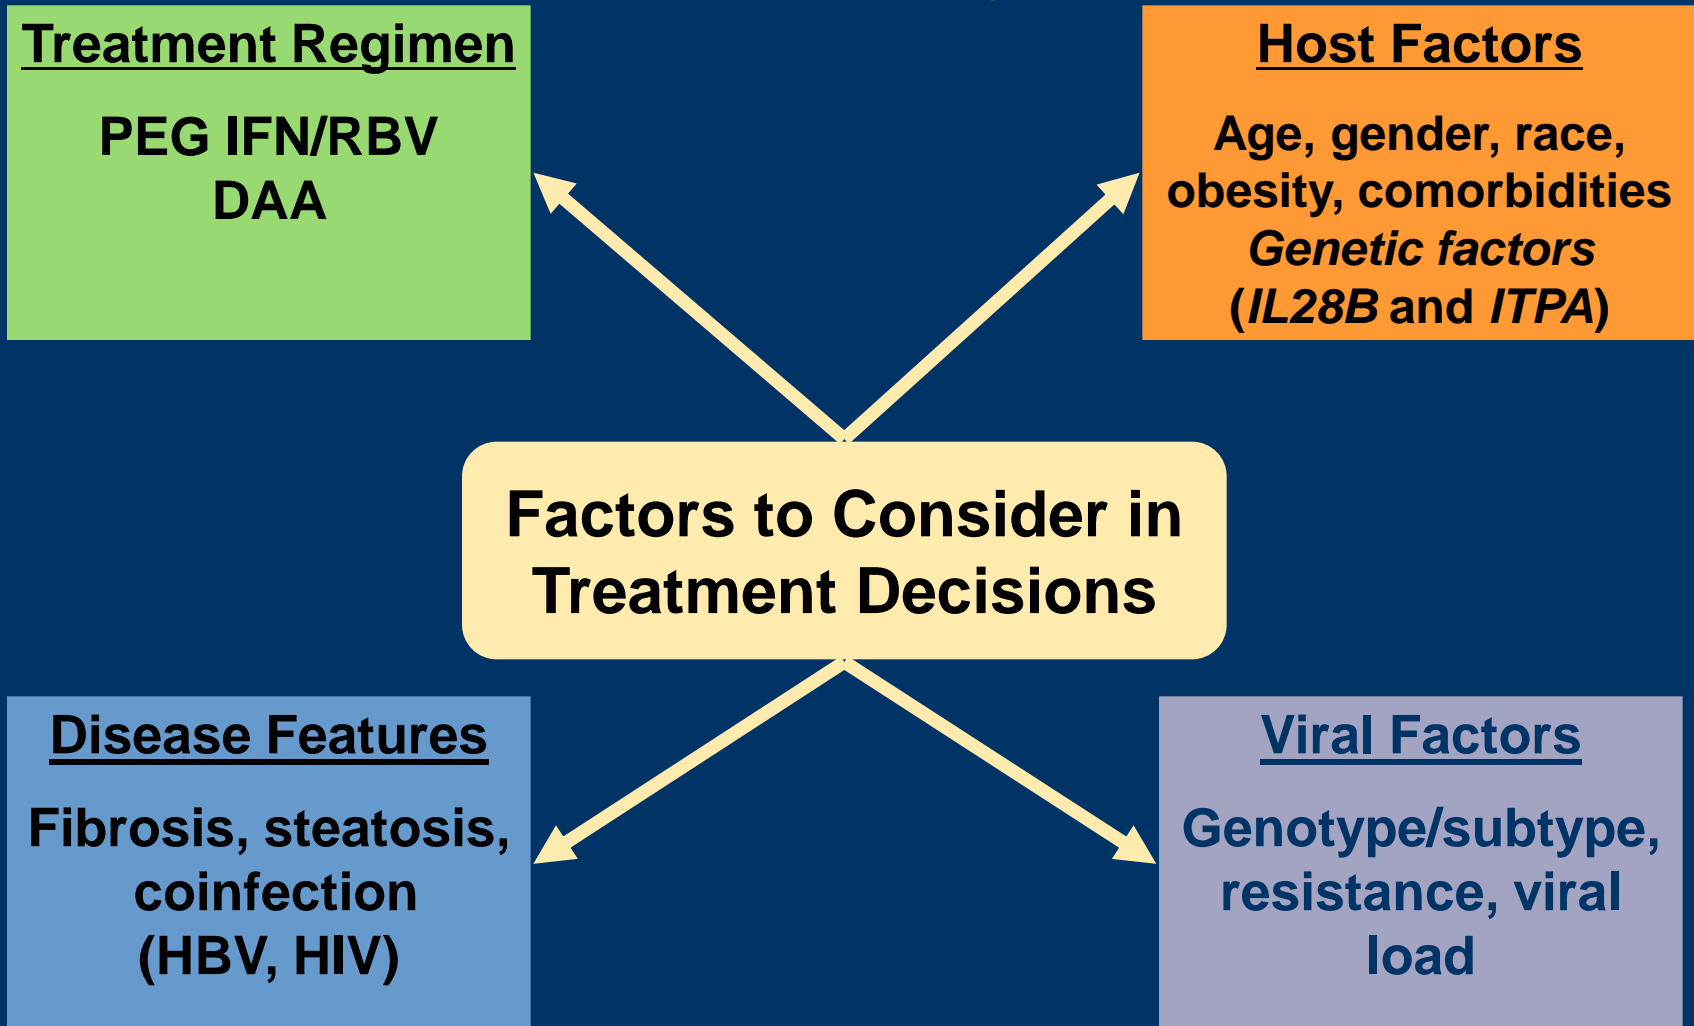 Treatment Regimen
PEG IFN/RBV
DAA
Host Factors
Age, gender, race,
obesity, comorbidities
Genetic factors
(IL28B and ITPA)
Factors to Consider in
Treatment Decisions
Disease Features
Fibrosis, steatosis,
coinfection
(HBV, HIV)
Viral Factors
Genotype/subtype,
resistance, viral
load